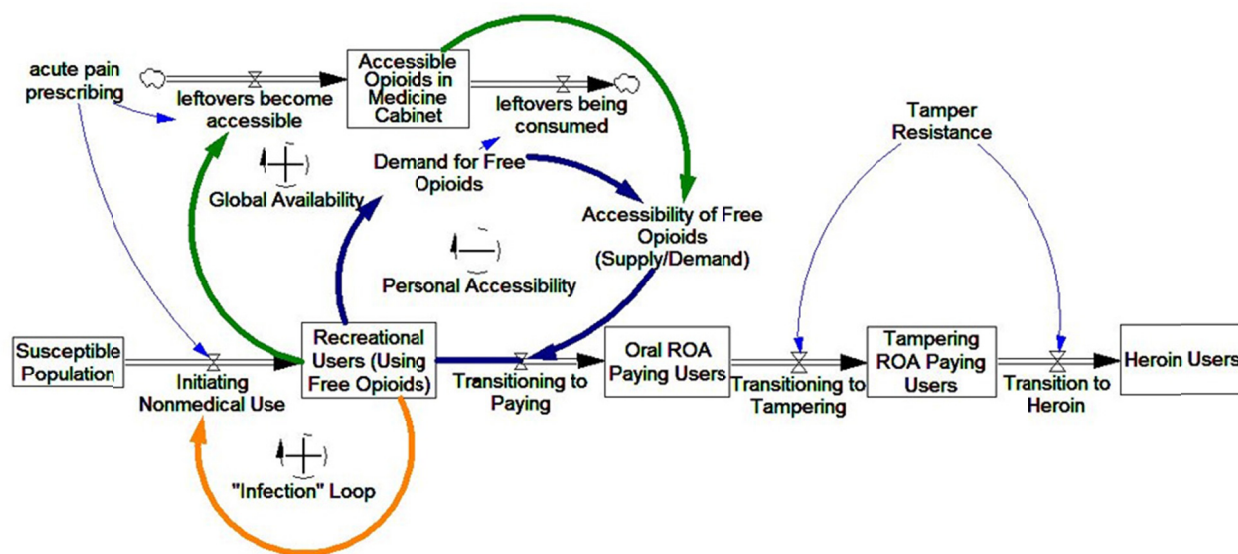 acute pain
prescribing
leftovers become
accessible
Accessible
Opioids in
Medicine
Cabinet
leftovers being
consumed
Tamper
Resistance
Demand for Free
Opioids
Global Availability
Accessibility of Free
Opioids
(Supply/Demand)
Personal Accessibility
Susceptible
Population
Initiating
Nonmedical Use
Recreational
Users (Using
Free Opioids)
Transitioning to
Paying
Oral ROA
Paying Users
Transitioning to
Tampering
Tampering
ROA Paying
Users
Transition to
Heroin
Heroin Users
"Infection" Loop